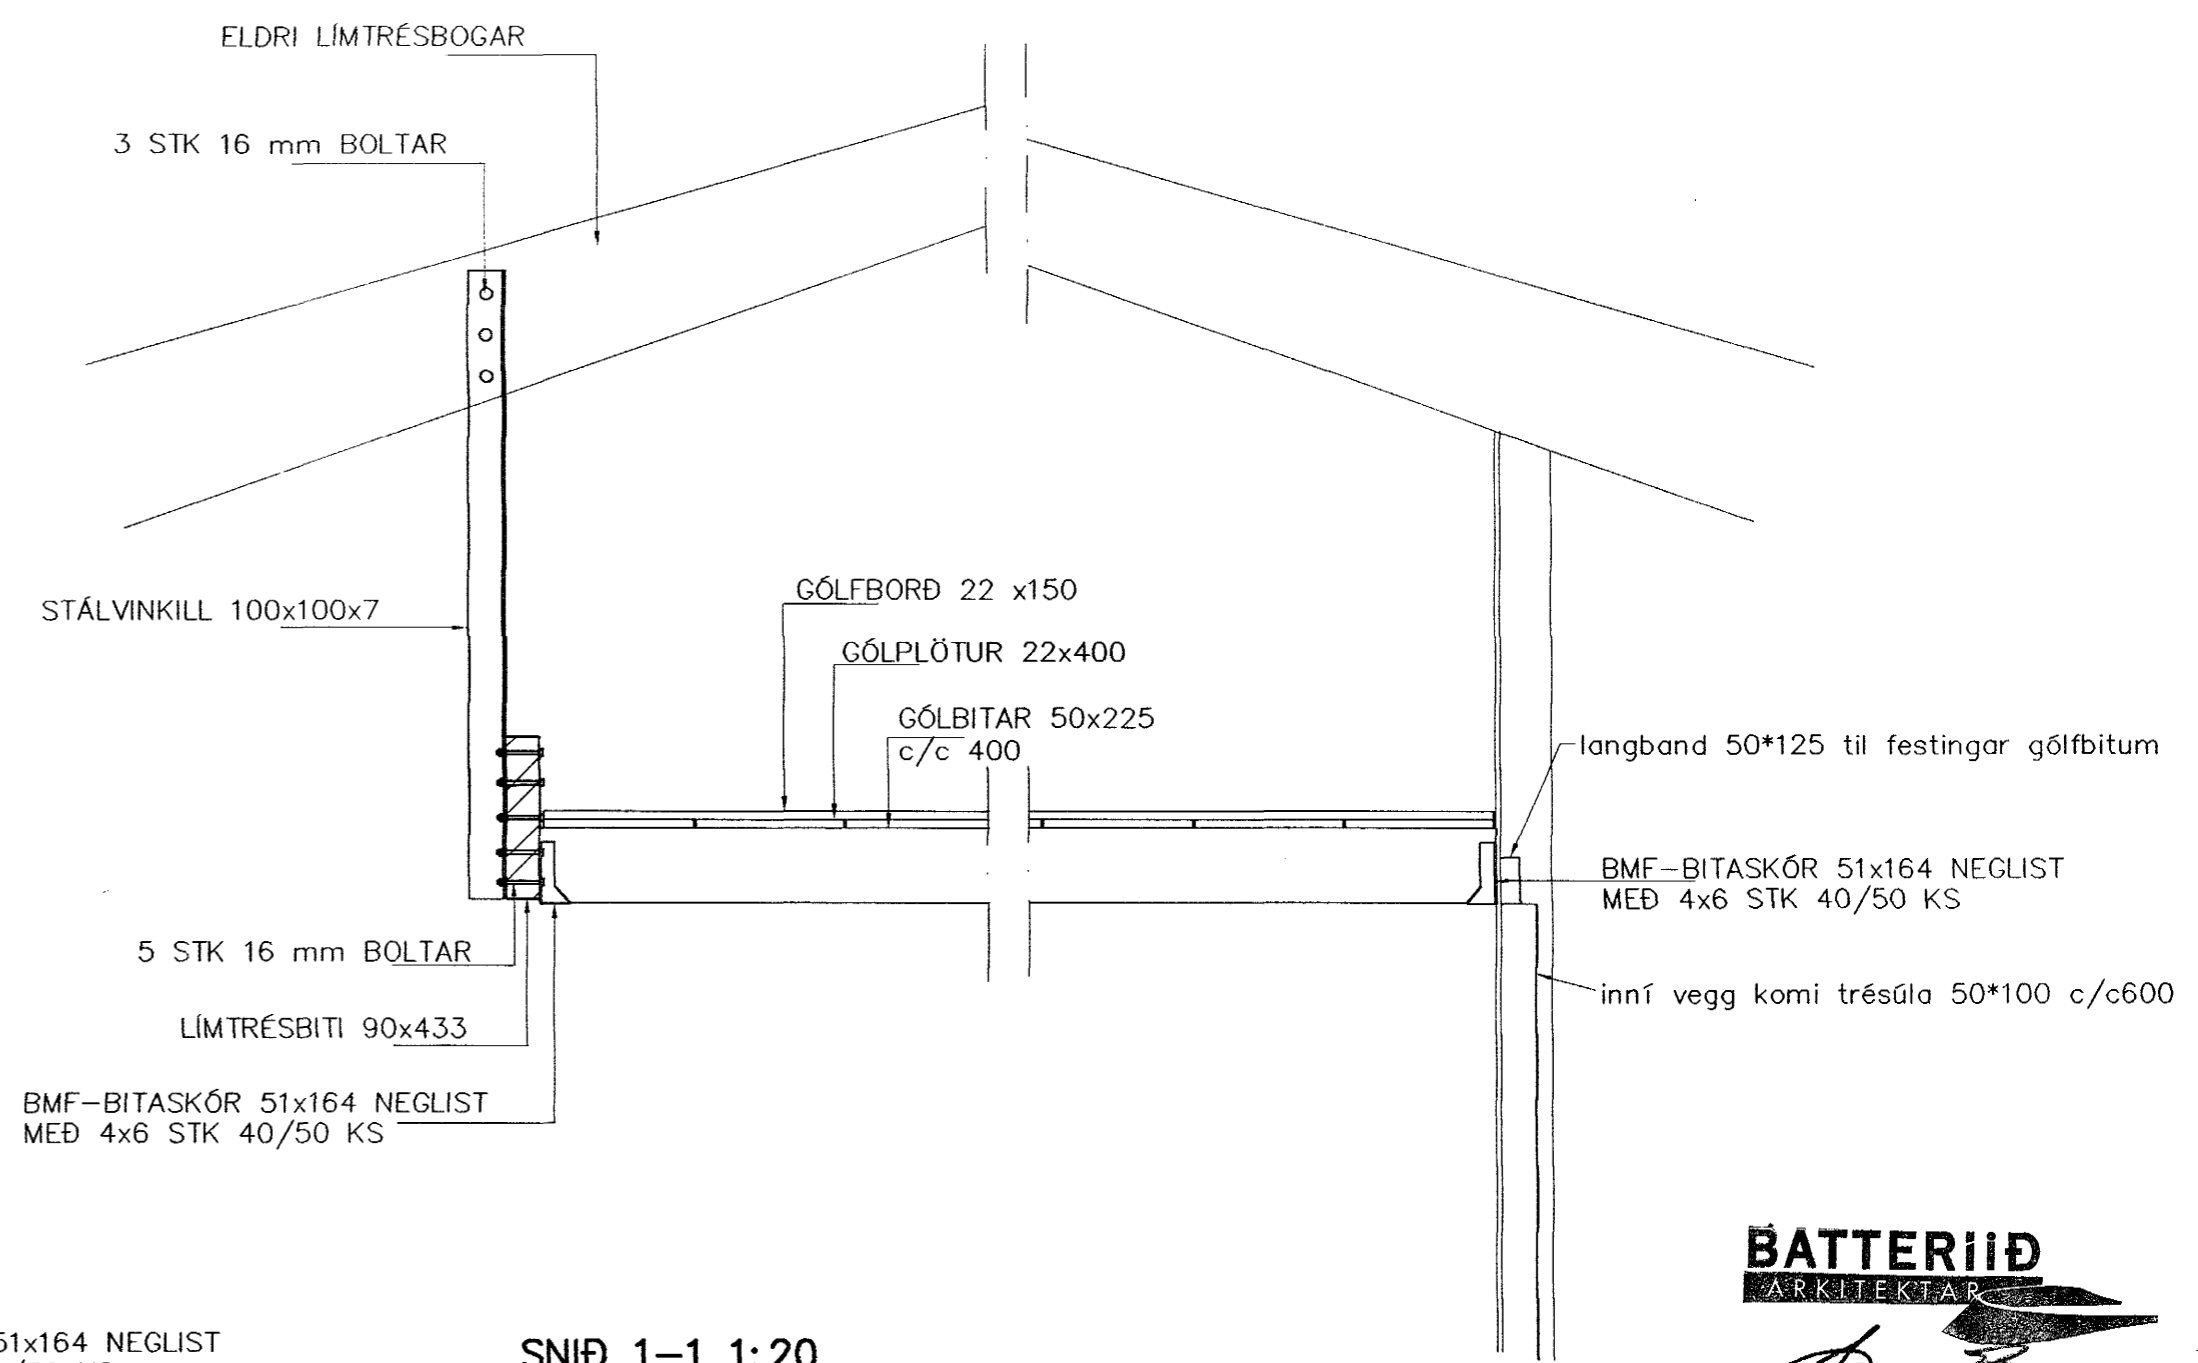 ELDRI LÍMTRÉSBOGAR
3 STK 16 mm BOLTAR
STÁLVINKILL 100x100x7
GÓLFBORÐ 22 x150
GÓLPLÖTUR 22x400
GÓLBITAR 50x225
c/c 400
langband 50*125 til festingar gólfbitum
BMF-BITASKÓR 51x164 NEGLIST
MEÐ 4x6 STK 40/50 KS
inní vegg komi trésúla 50*100 c/c600
5 STK 16 mm BOLTAR
LÍMTRÉSBITI 90x433
BMF-BITASKÓR 51x164 NEGLIST
MEÐ 4x6 STK 40/50 KS
BATTERÍIÐ
ARKITEKTAR
51x164 NEGLIST
SNIÐ 1-1 1:20